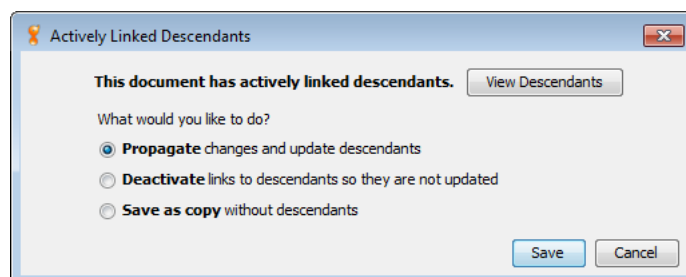 Actively Linked Descendants
This document has actively linked descendants. View Descendants
What would you like to do?
Propagate changes and update descendants
Deactivate links to descendants so they are not updated
Save as copy without descendants
Save Cancel